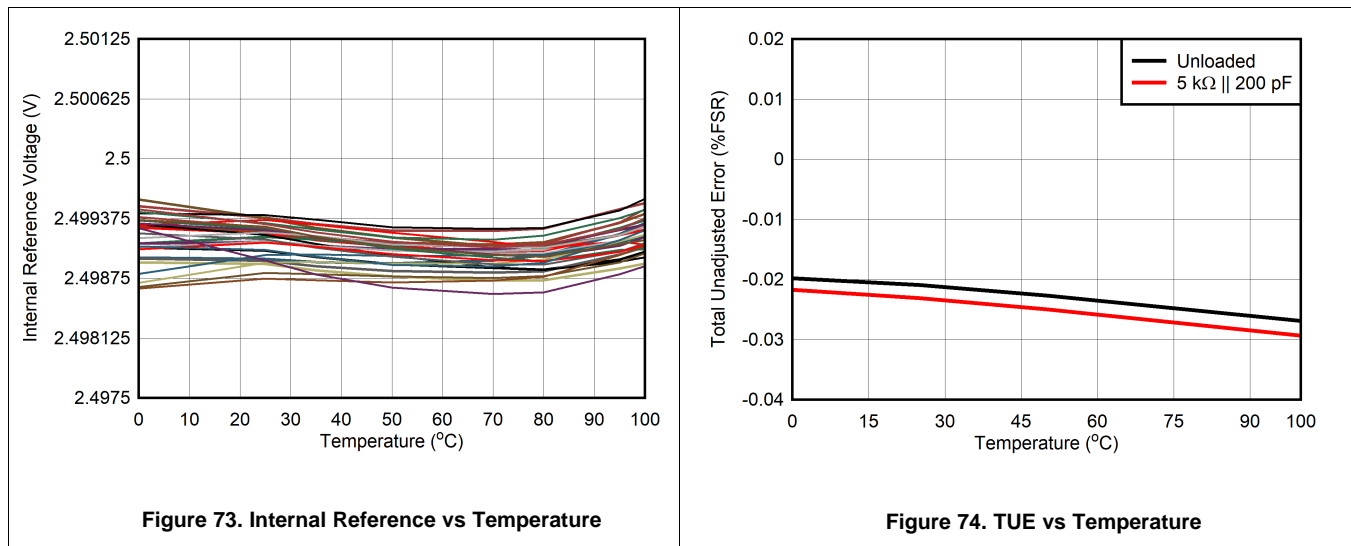 2.50125
2.500625
2.5
2.499375
2.49875
2.498125
2.4975
Internal Reference Voltage (V)
0 10 20 30 40 50 60 70 80 90 100
Temperature (°C)
Figure 73. Internal Reference vs Temperature
0.02
0.01
0
-0.01
-0.02
-0.03
-0.04
Total Unadjusted Error (%FSR)
Unloaded
5 kΩ || 200 pF
0 15 30 45 60 75 90 100
Temperature (°C)
Figure 74. TUE vs Temperature